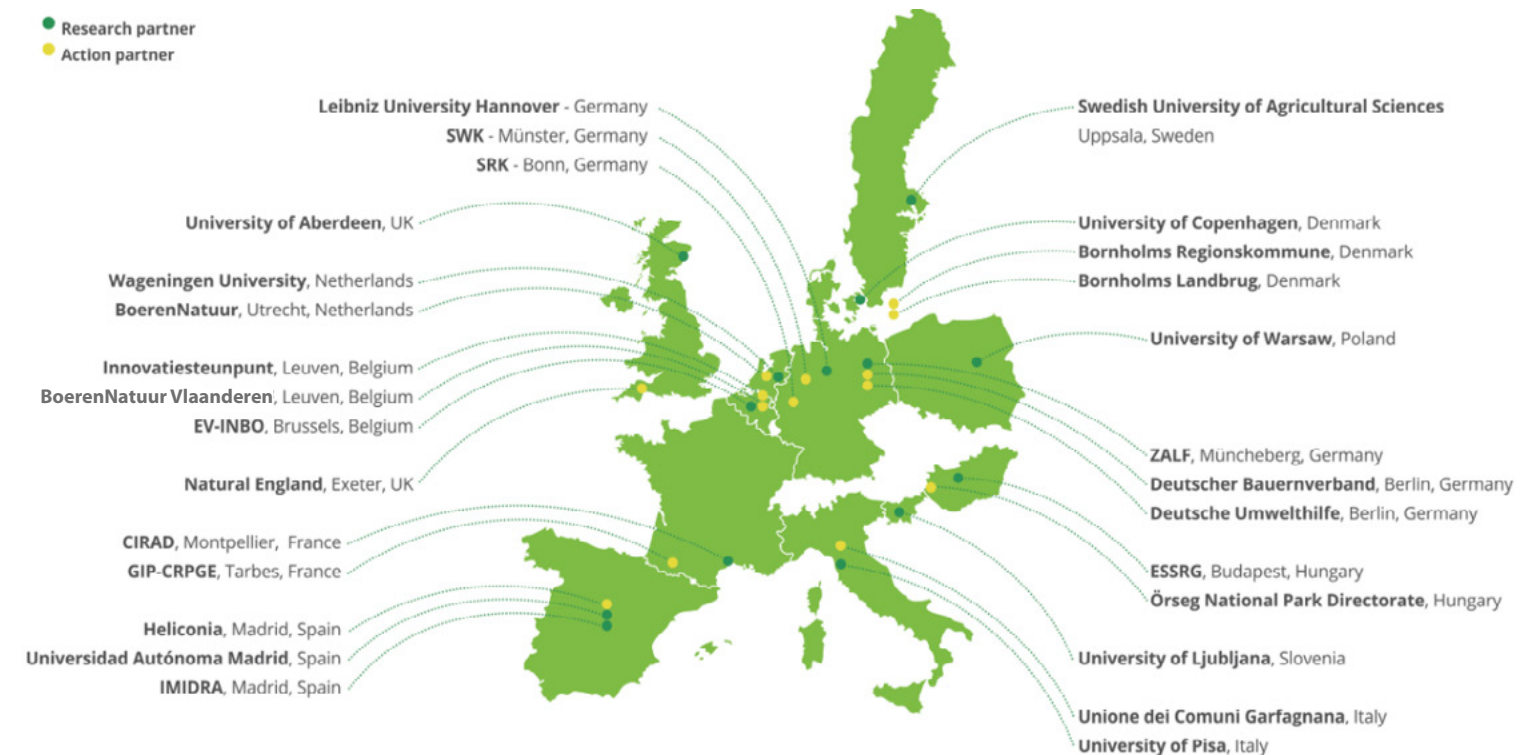 Research partner
Action partner
Leibniz University Hannover - Germany
SWK - Münster, Germany
SRK - Bonn, Germany
University of Aberdeen, UK
Wageningen University, Netherlands
BoerenNatuur, Utrecht, Netherlands
Innovatiesteunpunt, Leuven, Belgium
BoerenNatuur Vlaanderen, Leuven, Belgium
EV-INBO, Brussels, Belgium
Natural England, Exeter, UK
CIRAD, Montpellier, France
GIP-CRPGE, Tarbes, France
Heliconia, Madrid, Spain
Universidad Autónoma Madrid, Spain
IMIDRA, Madrid, Spain
Swedish University of Agricultural Sciences
Uppsala, Sweden
University of Copenhagen, Denmark
Bornholms Regionskommune, Denmark
Bornholms Landbrug, Denmark
University of Warsaw, Poland
ZALF, Müncheberg, Germany
Deutscher Bauernverband, Berlin, Germany
Deutsche Umwelthilfe, Berlin, Germany
ESSRG, Budapest, Hungary
Örseg National Park Directorate, Hungary
University of Ljubljana, Slovenia
Unione dei Comuni Garfagnana, Italy
University of Pisa, Italy